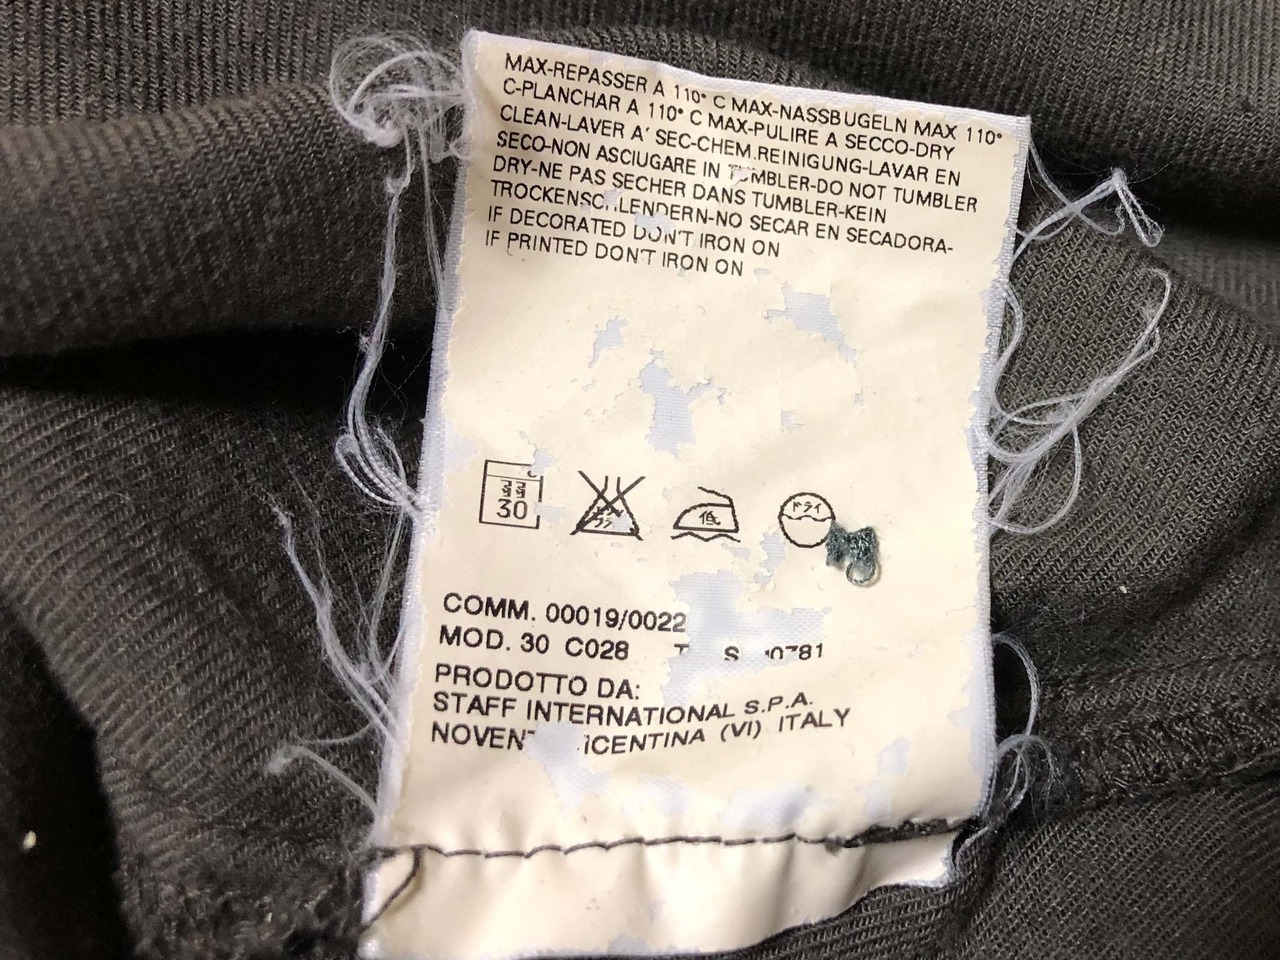 MAX-REPASSER A 110° C MAX-NASSBUGELN MAX 110°
C-PLANCHAR A 110° C MAX-PULIRE A SECCO-DRY
CLEAN-LAVER A' SEC-CHEM.REINIGUNG-LAVAR EN
SECO-NON ASCIUGARE IN TUMBLER-DO NOT TUMBLER
DRY-NE PAS SECHER DANS TUMBLER-KEIN
TROCKENSCHLENDERN-NO SECAR EN SECADORA-
IF DECORATED DON'T IRON ON
IF PRINTED DON'T IRON ON
30 低 ドライ
COMM. 00019/0022
MOD. 30 C028
PRODOTTO DA:
STAFF INTERNATIONAL S.P.A.
(VI) ITALY